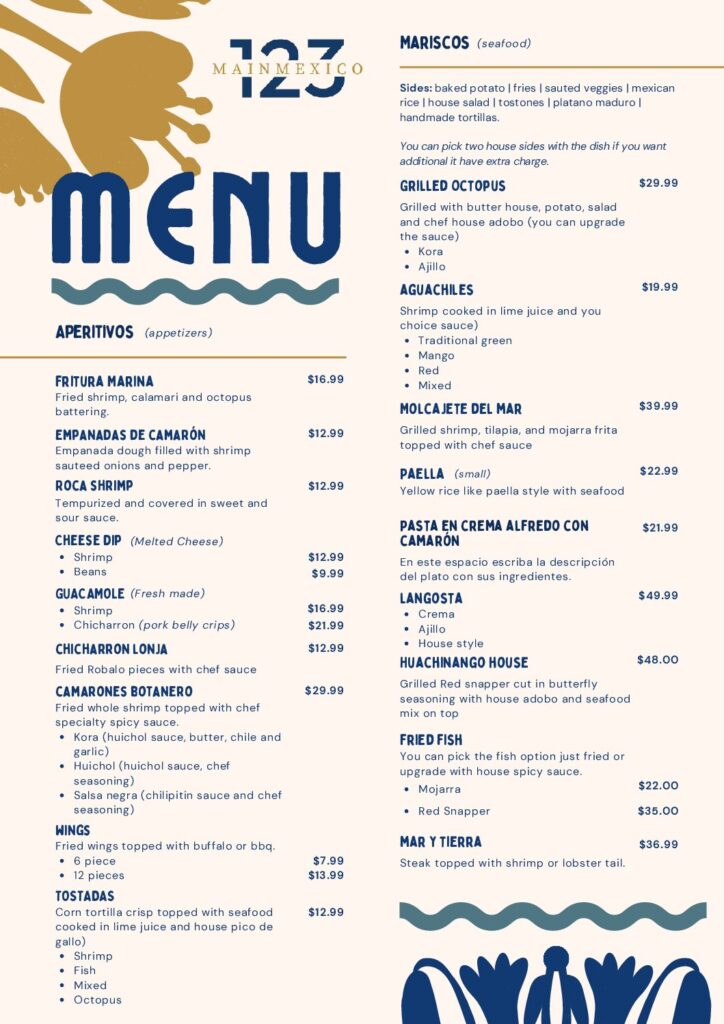 123
MAINMEXICO
MENU
APERITIVOS (appetizers)
FRITURA MARINA $16.99
Fried shrimp, calamari and octopus
battering.
EMPANADAS DE CAMARÓN $12.99
Empanada dough filled with shrimp
sauteed onions and pepper.
ROCA SHRIMP $12.99
Tempurized and covered in sweet and
sour sauce.
CHEESE DIP (Melted Cheese)
• Shrimp $12.99
• Beans $9.99
GUACAMOLE (Fresh made)
• Shrimp $16.99
• Chicharron (pork belly crips) $21.99
CHICHARRON LONJA $12.99
Fried Robalo pieces with chef sauce
CAMARONES BOTANERO $29.99
Fried whole shrimp topped with chef
specialty spicy sauce.
• Kora (huichol sauce, butter, chile and
garlic)
• Huichol (huichol sauce, chef
seasoning)
• Salsa negra (chilipitin sauce and chef
seasoning)
WINGS
Fried wings topped with buffalo or bbq.
• 6 piece $7.99
• 12 pieces $13.99
TOSTADAS
Corn tortilla crisp topped with seafood $12.99
cooked in lime juice and house pico de
gallo)
• Shrimp
• Fish
• Mixed
• Octopus
MARISCOS (seafood)
Sides: baked potato | fries | sauted veggies | mexican
rice | house salad | tostones | platano maduro |
handmade tortillas.
You can pick two house sides with the dish if you want
additional it have extra charge.
GRILLED OCTOPUS $29.99
Grilled with butter house, potato, salad
and chef house adobo (you can upgrade
the sauce)
• Kora
• Ajillo
AGUACHILES $19.99
Shrimp cooked in lime juice and you
choice sauce)
• Traditional green
• Mango
• Red
• Mixed
MOLCAJETE DEL MAR $39.99
Grilled shrimp, tilapia, and mojarra frita
topped with chef sauce
PAELLA (small) $22.99
Yellow rice like paella style with seafood
PASTA EN CREMA ALFREDO CON $21.99
CAMARÓN
En este espacio escriba la descripción
del plato con sus ingredientes.
LANGOSTA $49.99
• Crema
• Ajillo
• House style
HUACHINANGO HOUSE $48.00
Grilled Red snapper cut in butterfly
seasoning with house adobo and seafood
mix on top
FRIED FISH
You can pick the fish option just fried or
upgrade with house spicy sauce.
• Mojarra $22.00
• Red Snapper $35.00
MAR Y TIERRA $36.99
Steak topped with shrimp or lobster tail.